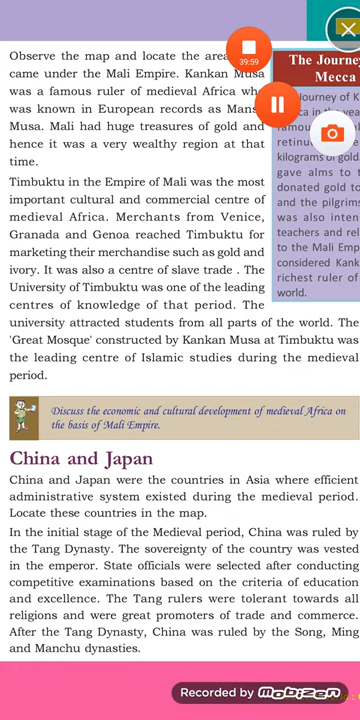 Observe the map and locate the area
came under the Mali Empire. Kankan Musa
was a famous ruler of medieval Africa who
was known in European records as Mansa
Musa. Mali had huge treasures of gold and
hence it was a very wealthy region at that
time.
Timbuktu in the Empire of Mali was the most
important cultural and commercial centre of
medieval Africa. Merchants from Venice,
Granada and Genoa reached Timbuktu for
marketing their merchandise such as gold and
ivory. It was also a centre of slave trade . The
University of Timbuktu was one of the leading
centres of knowledge of that period. The
university attracted students from all parts of the world. The
'Great Mosque' constructed by Kankan Musa at Timbuktu was
the leading centre of Islamic studies during the medieval
period.
39:59
The Journey
Mecca
Journey of K
in the yea
retinu
kilograms of gold.
gave alms to t
donated gold to
and the pilgrims
was also inten
teachers and rel
to the Mali Emp
considered Kank
richest ruler of
world.
Discuss the economic and cultural development of medieval Africa on
the basis of Mali Empire.
China and Japan
China and Japan were the countries in Asia where efficient
administrative system existed during the medieval period.
Locate these countries in the map.
In the initial stage of the Medieval period, China was ruled by
the Tang Dynasty. The sovereignty of the country was vested
in the emperor. State officials were selected after conducting
competitive examinations based on the criteria of education
and excellence. The Tang rulers were tolerant towards all
religions and were great promoters of trade and commerce.
After the Tang Dynasty, China was ruled by the Song, Ming
and Manchu dynasties.
Recorded by Mobizen